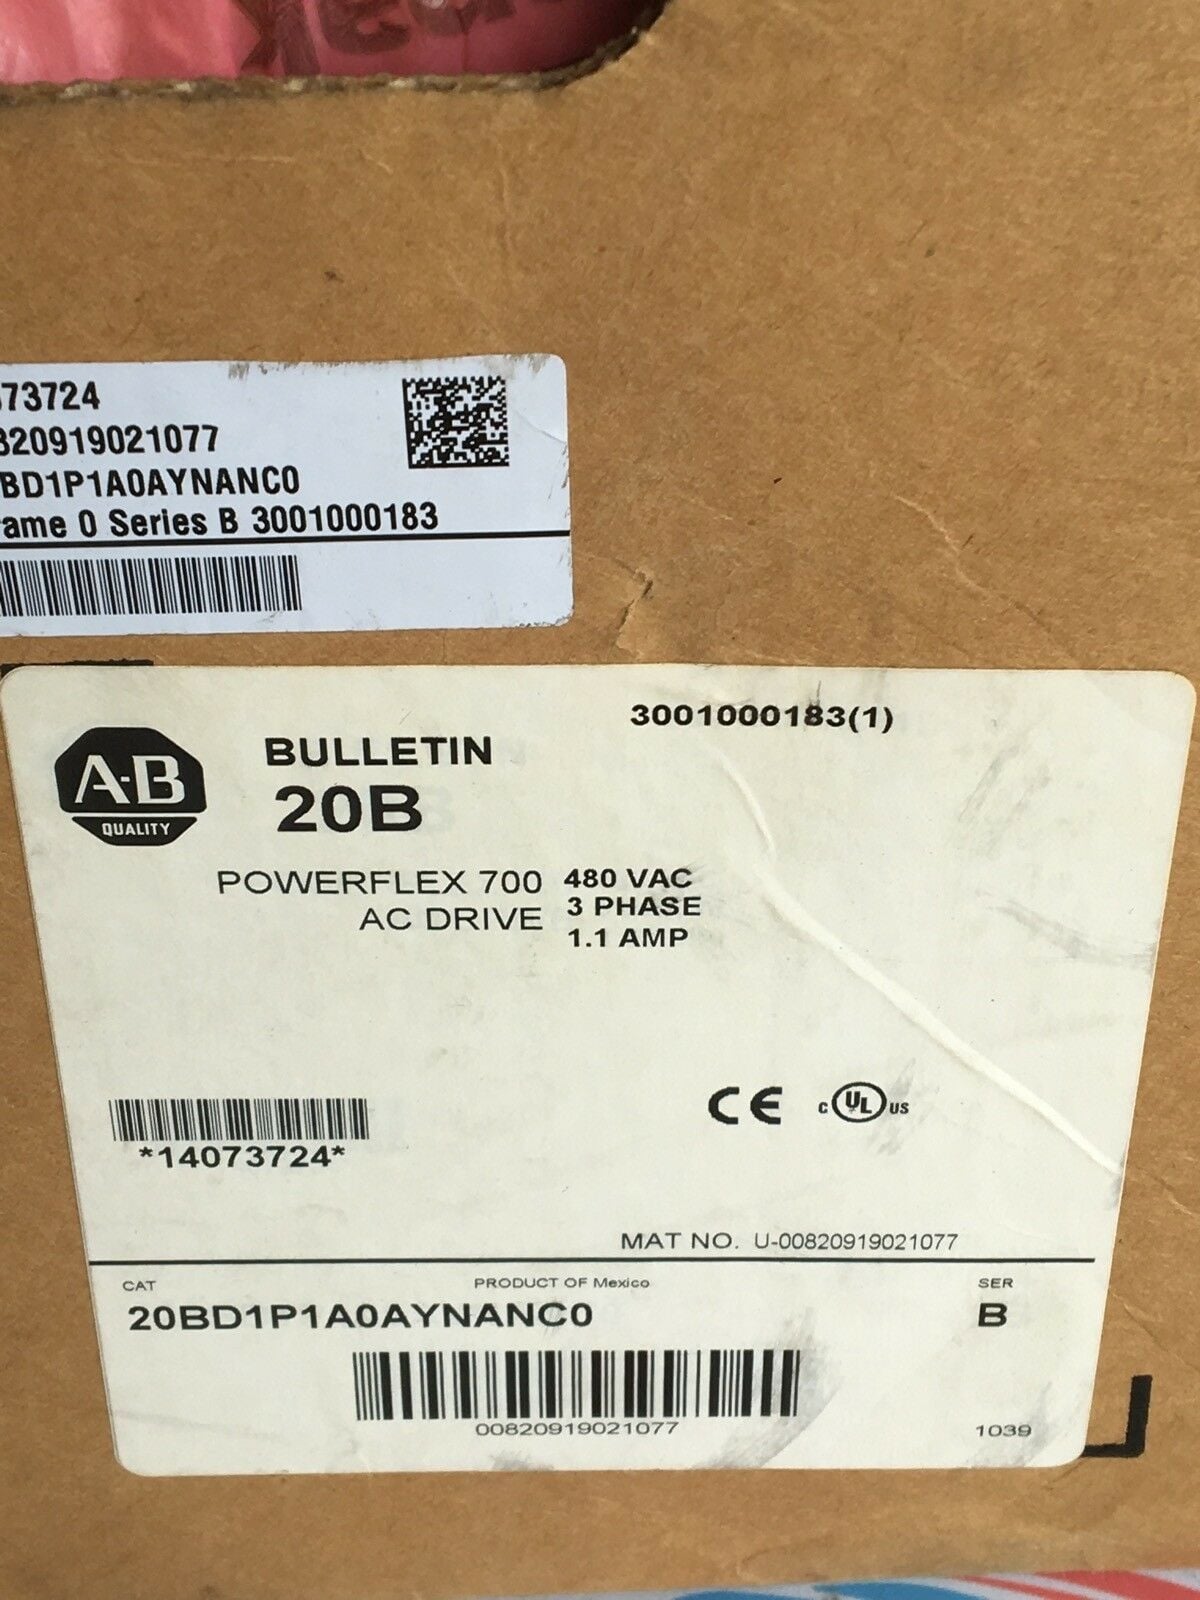 73724
820919021077
BD1P1A0AYNANC0
ame 0 Series B 3001000183
3001000183(1)
A-B
QUALITY
BULLETIN
20B
POWERFLEX 700 480 VAC
AC DRIVE 3 PHASE
1.1 AMP
*14073724*
CE c UL US
MAT NO. U-00820919021077
CAT PRODUCT OF Mexico SER
20BD1P1A0AYNANC0 B
00820919021077 1039